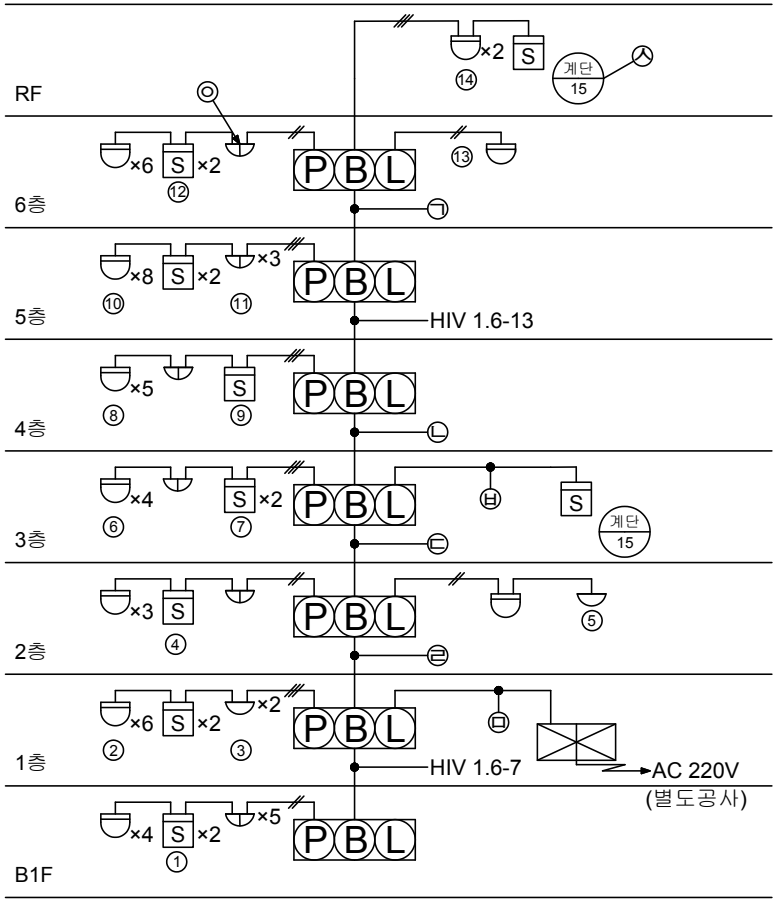 ×2 S
⑭
계단
15
㉦
RF
◎
×6 S ×2
⑫
P B L
⑬
6층
㉠
×8 S ×2 ×3
⑩ ⑪
P B L
5층
HIV 1.6-13
×5 S
⑧ ⑨
P B L
4층
㉡
×4 S ×2
⑥ ⑦
P B L
㉥
S
계단
15
3층
㉢
×3 S
④
P B L
⑤
2층
㉣
×6 S ×2 ×2
② ③
P B L
㉤
1층
HIV 1.6-7
AC 220V
(별도공사)
×4 S ×2 ×5
①
P B L
B1F